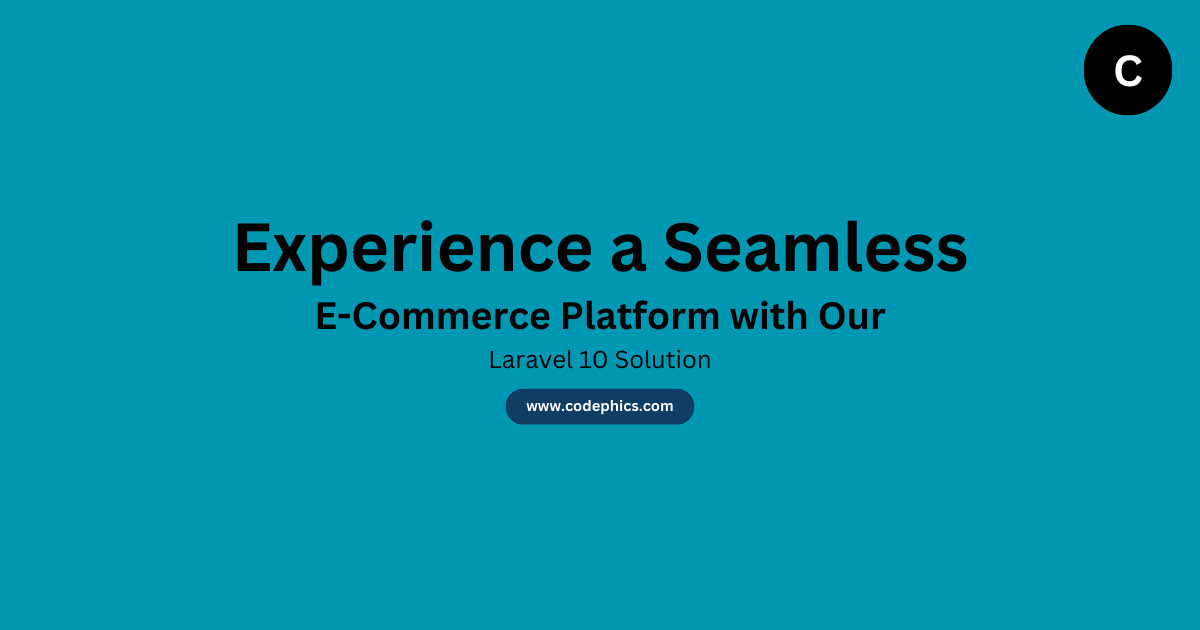 C
Experience a Seamless
E-Commerce Platform with Our
Laravel 10 Solution
www.codephics.com